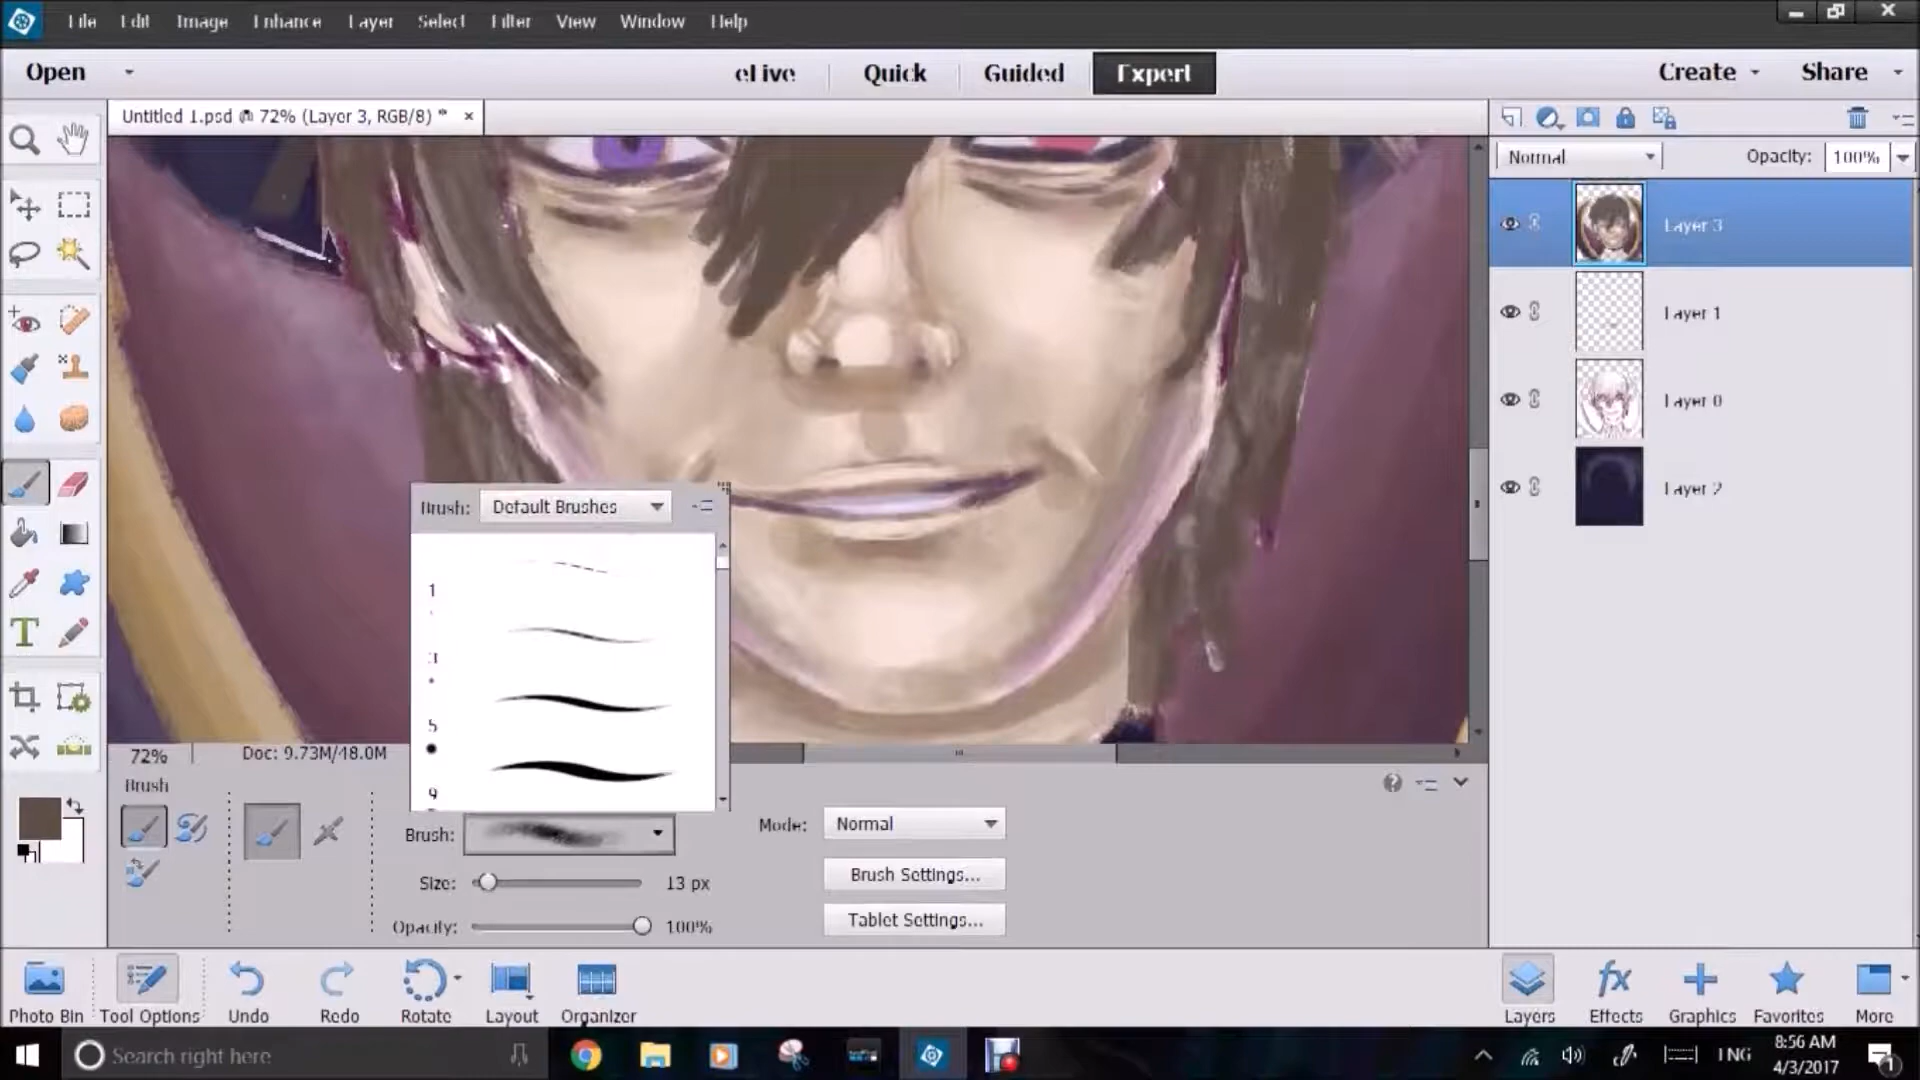 File Edit Image Enhance Layer Select Filter View Window Help
Open eLive Quick Guided Expert Create Share
Untitled 1.psd @ 72% (Layer 3, RGB/8) * ×
Normal Opacity: 100%
Layer 3
Layer 1
Layer 0
Layer 2
Brush: Default Brushes
1
3
5
9
72% Doc: 9.73M/48.0M
Brush
Brush: Mode: Normal
Size: 13 px Brush Settings...
Opacity: 100% Tablet Settings...
Photo Bin Tool Options Undo Redo Rotate Layout Organizer Layers Effects Graphics Favorites More
Search right here ENG 8:56 AM
4/3/2017
1